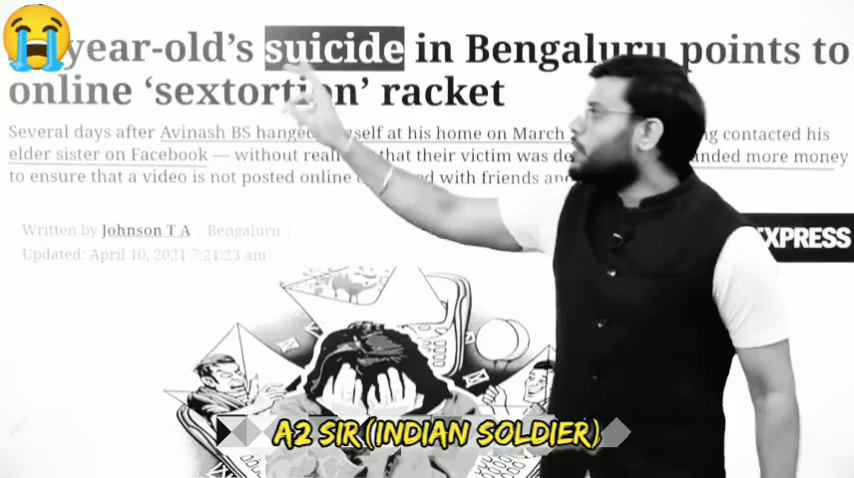 year-old's suicide in Bengaluru points to
online 'sextortion' racket
Several days after Avinash BS hanged himself at his home on March contacted his
elder sister on Facebook — without that their victim was more money
to ensure that a video is not posted online with friends
Written by Johnson T A Bengaluru
Updated: April 10, 2021 7:21:23 am
EXPRESS
A2 SIR (INDIAN SOLDIER)